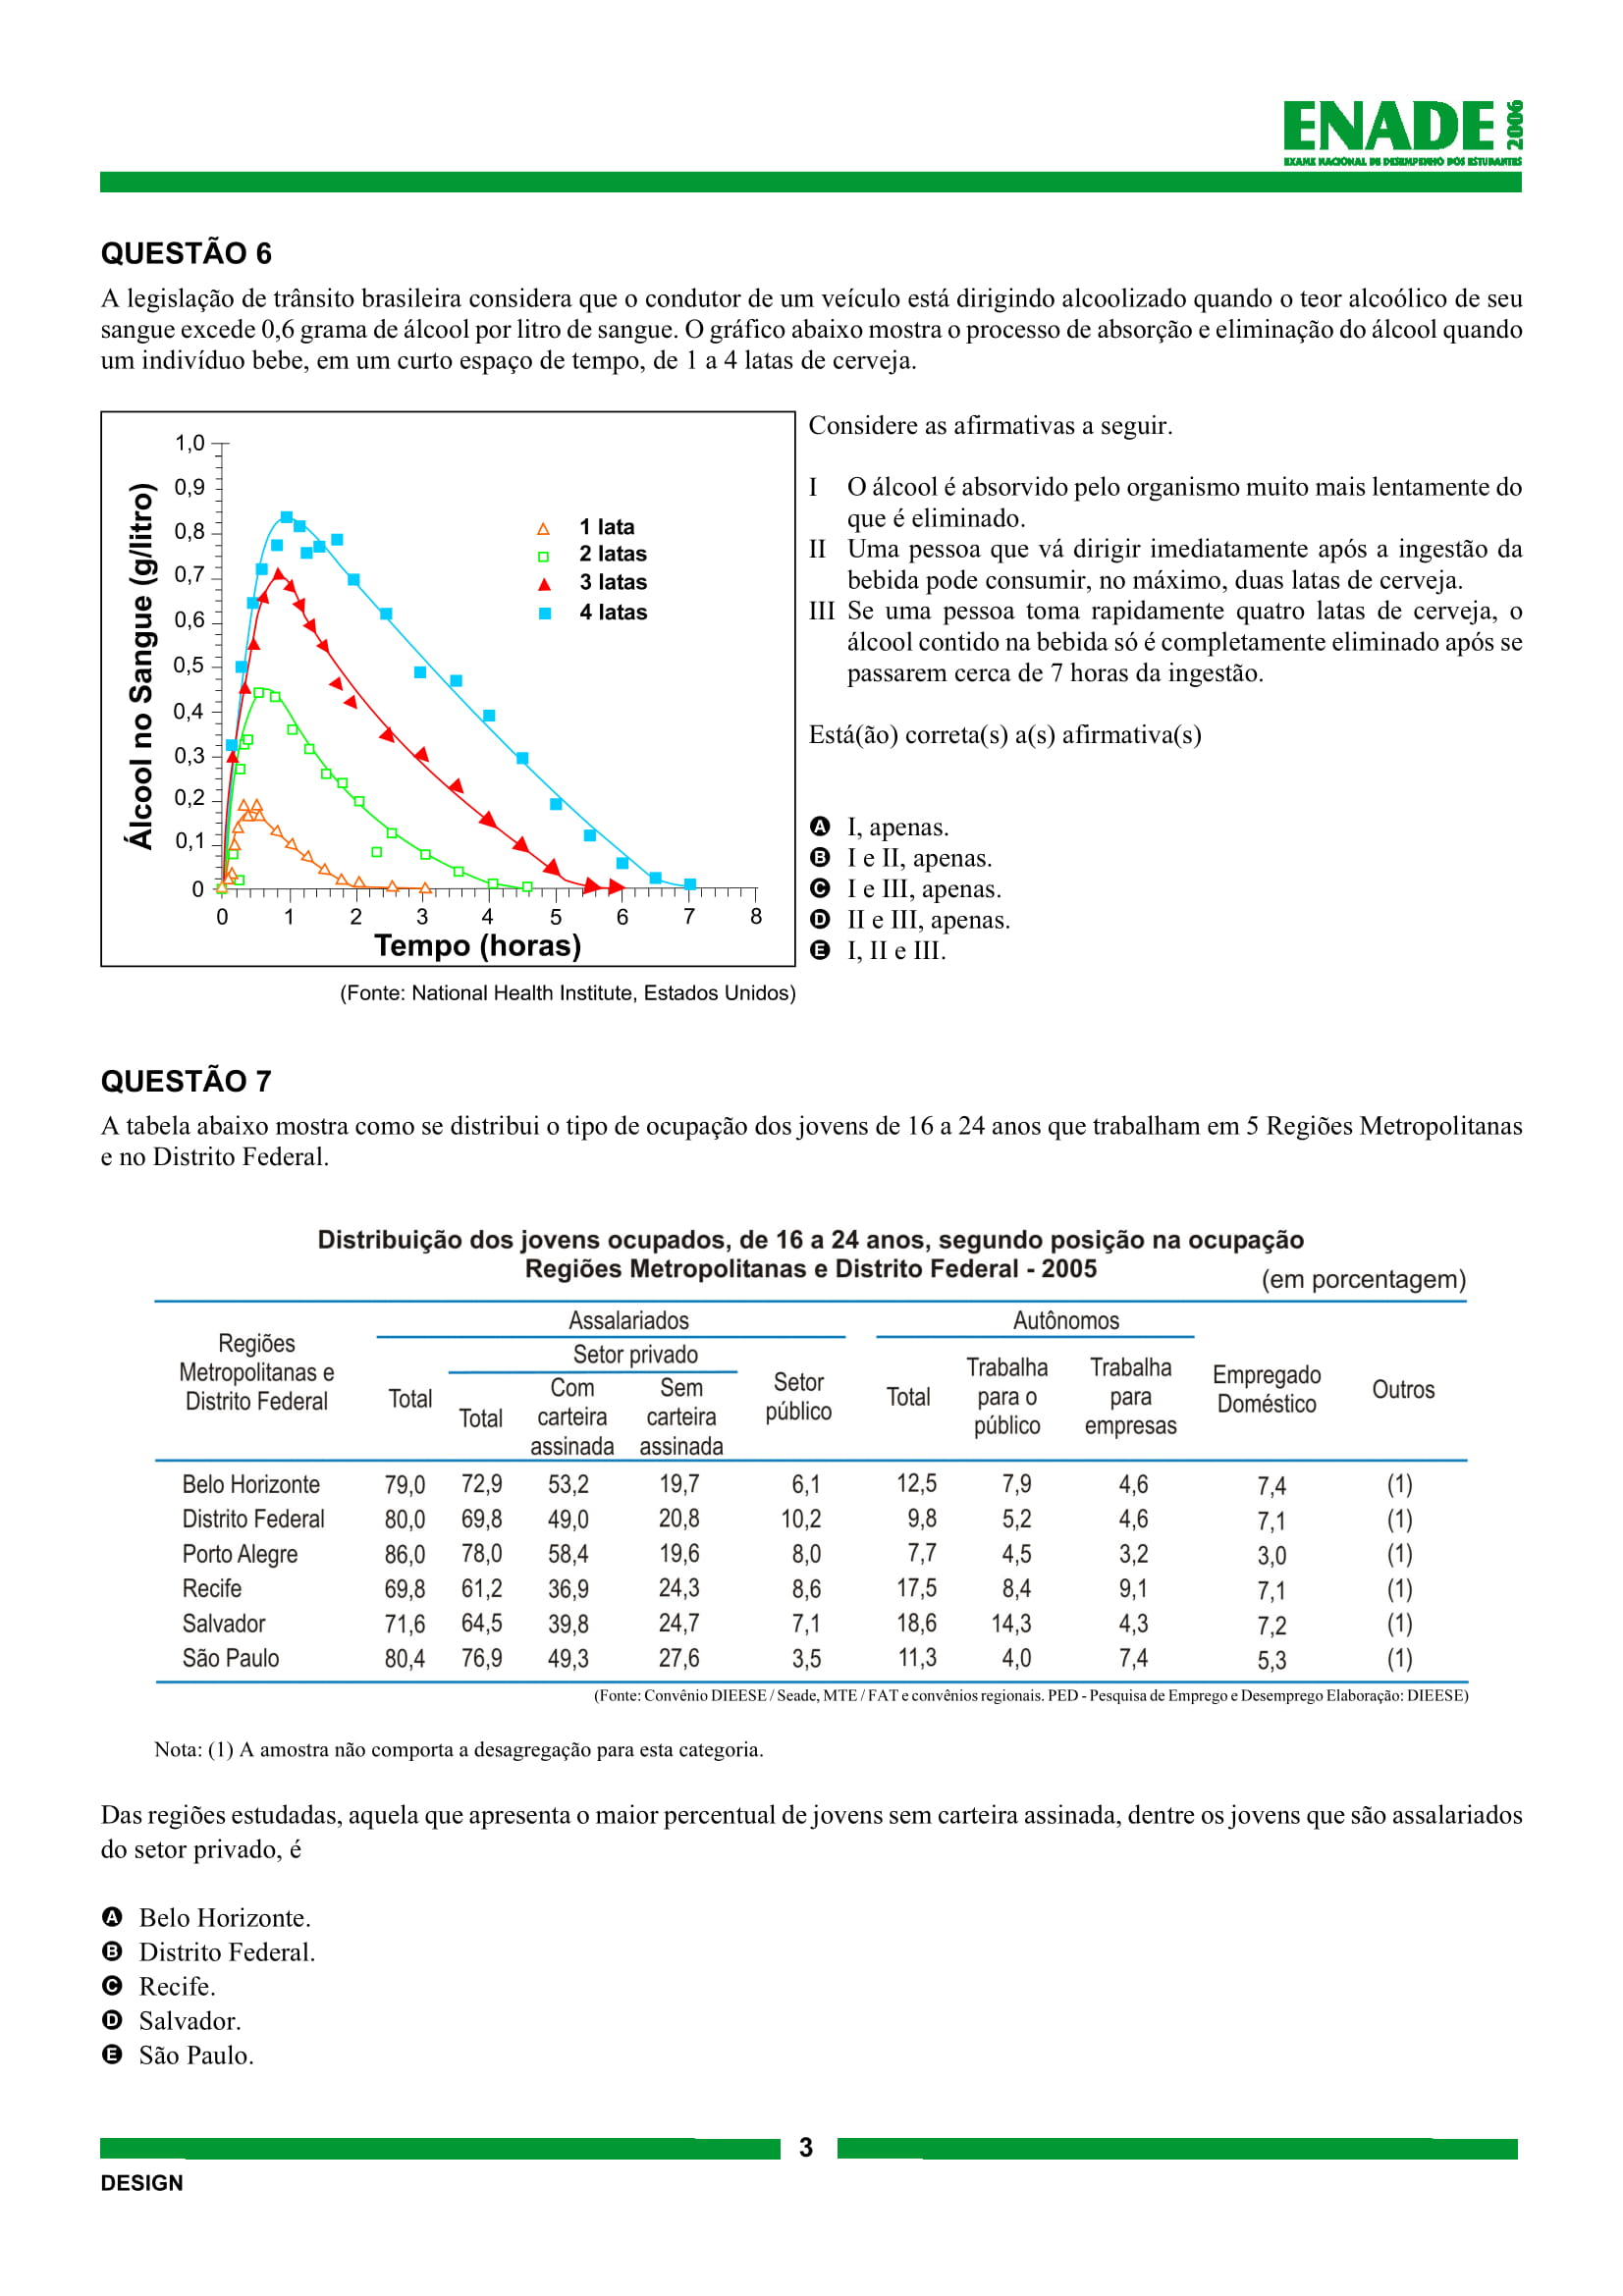 ENADE 2006
EXAME NACIONAL DE DESEMPENHO DOS ESTUDANTES
QUESTÃO 6
A legislação de trânsito brasileira considera que o condutor de um veículo está dirigindo alcoolizado quando o teor alcoólico de seu
sangue excede 0,6 grama de álcool por litro de sangue. O gráfico abaixo mostra o processo de absorção e eliminação do álcool quando
um indivíduo bebe, em um curto espaço de tempo, de 1 a 4 latas de cerveja.
Álcool no Sangue (g/litro)
1,0
0,9
0,8
0,7
0,6
0,5
0,4
0,3
0,2
0,1
0
1 lata
2 latas
3 latas
4 latas
0 1 2 3 4 5 6 7 8
Tempo (horas)
(Fonte: National Health Institute, Estados Unidos)
Considere as afirmativas a seguir.
I O álcool é absorvido pelo organismo muito mais lentamente do
que é eliminado.
II Uma pessoa que vá dirigir imediatamente após a ingestão da
bebida pode consumir, no máximo, duas latas de cerveja.
III Se uma pessoa toma rapidamente quatro latas de cerveja, o
álcool contido na bebida só é completamente eliminado após se
passarem cerca de 7 horas da ingestão.
Está(ão) correta(s) a(s) afirmativa(s)
A I, apenas.
B I e II, apenas.
C I e III, apenas.
D II e III, apenas.
E I, II e III.
QUESTÃO 7
A tabela abaixo mostra como se distribui o tipo de ocupação dos jovens de 16 a 24 anos que trabalham em 5 Regiões Metropolitanas
e no Distrito Federal.
Distribuição dos jovens ocupados, de 16 a 24 anos, segundo posição na ocupação
Regiões Metropolitanas e Distrito Federal - 2005
(em porcentagem)
Regiões
Metropolitanas e
Distrito Federal
Assalariados
Total
Setor privado
Total
Com
carteira
assinada
Sem
carteira
assinada
Setor
público
Autônomos
Total
Trabalha
para o
público
Trabalha
para
empresas
Empregado
Doméstico
Outros
Belo Horizonte 79,0 72,9 53,2 19,7 6,1 12,5 7,9 4,6 7,4 (1)
Distrito Federal 80,0 69,8 49,0 20,8 10,2 9,8 5,2 4,6 7,1 (1)
Porto Alegre 86,0 78,0 58,4 19,6 8,0 7,7 4,5 3,2 3,0 (1)
Recife 69,8 61,2 36,9 24,3 8,6 17,5 8,4 9,1 7,1 (1)
Salvador 71,6 64,5 39,8 24,7 7,1 18,6 14,3 4,3 7,2 (1)
São Paulo 80,4 76,9 49,3 27,6 3,5 11,3 4,0 7,4 5,3 (1)
(Fonte: Convênio DIEESE / Seade, MTE / FAT e convênios regionais. PED - Pesquisa de Emprego e Desemprego Elaboração: DIEESE)
Nota: (1) A amostra não comporta a desagregação para esta categoria.
Das regiões estudadas, aquela que apresenta o maior percentual de jovens sem carteira assinada, dentre os jovens que são assalariados
do setor privado, é
A Belo Horizonte.
B Distrito Federal.
C Recife.
D Salvador.
E São Paulo.
3
DESIGN